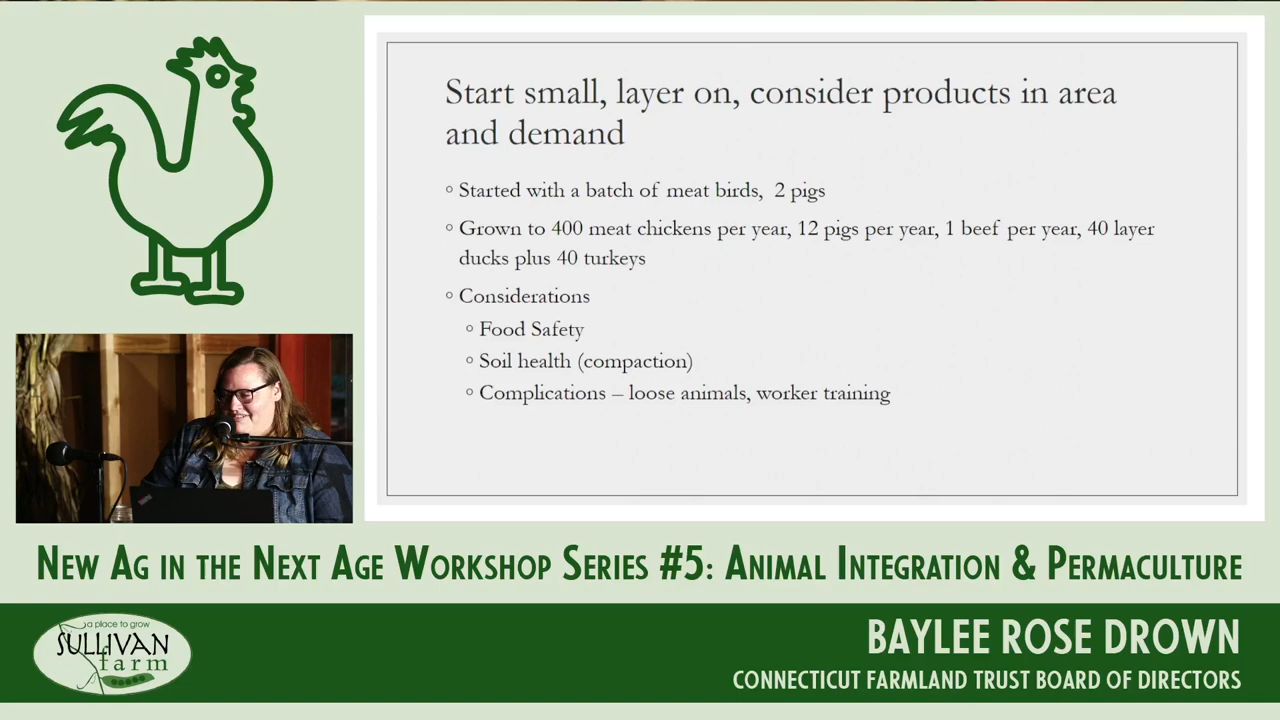 Start small, layer on, consider products in area
and demand
◦ Started with a batch of meat birds, 2 pigs
◦ Grown to 400 meat chickens per year, 12 pigs per year, 1 beef per year, 40 layer
ducks plus 40 turkeys
◦ Considerations
◦ Food Safety
◦ Soil health (compaction)
◦ Complications – loose animals, worker training
New Ag in the Next Age Workshop Series #5: Animal Integration & Permaculture
a place to grow
SULLIVAN
farm
BAYLEE ROSE DROWN
CONNECTICUT FARMLAND TRUST BOARD OF DIRECTORS